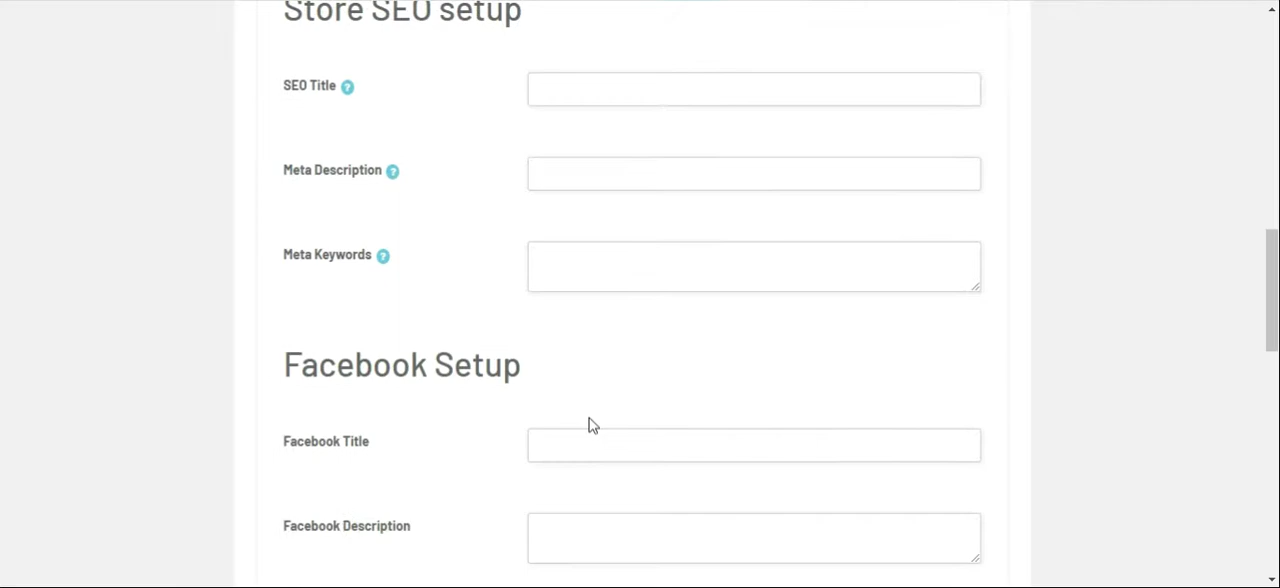 Store SEO setup
SEO Title ?
Meta Description ?
Meta Keywords ?
Facebook Setup
Facebook Title
Facebook Description